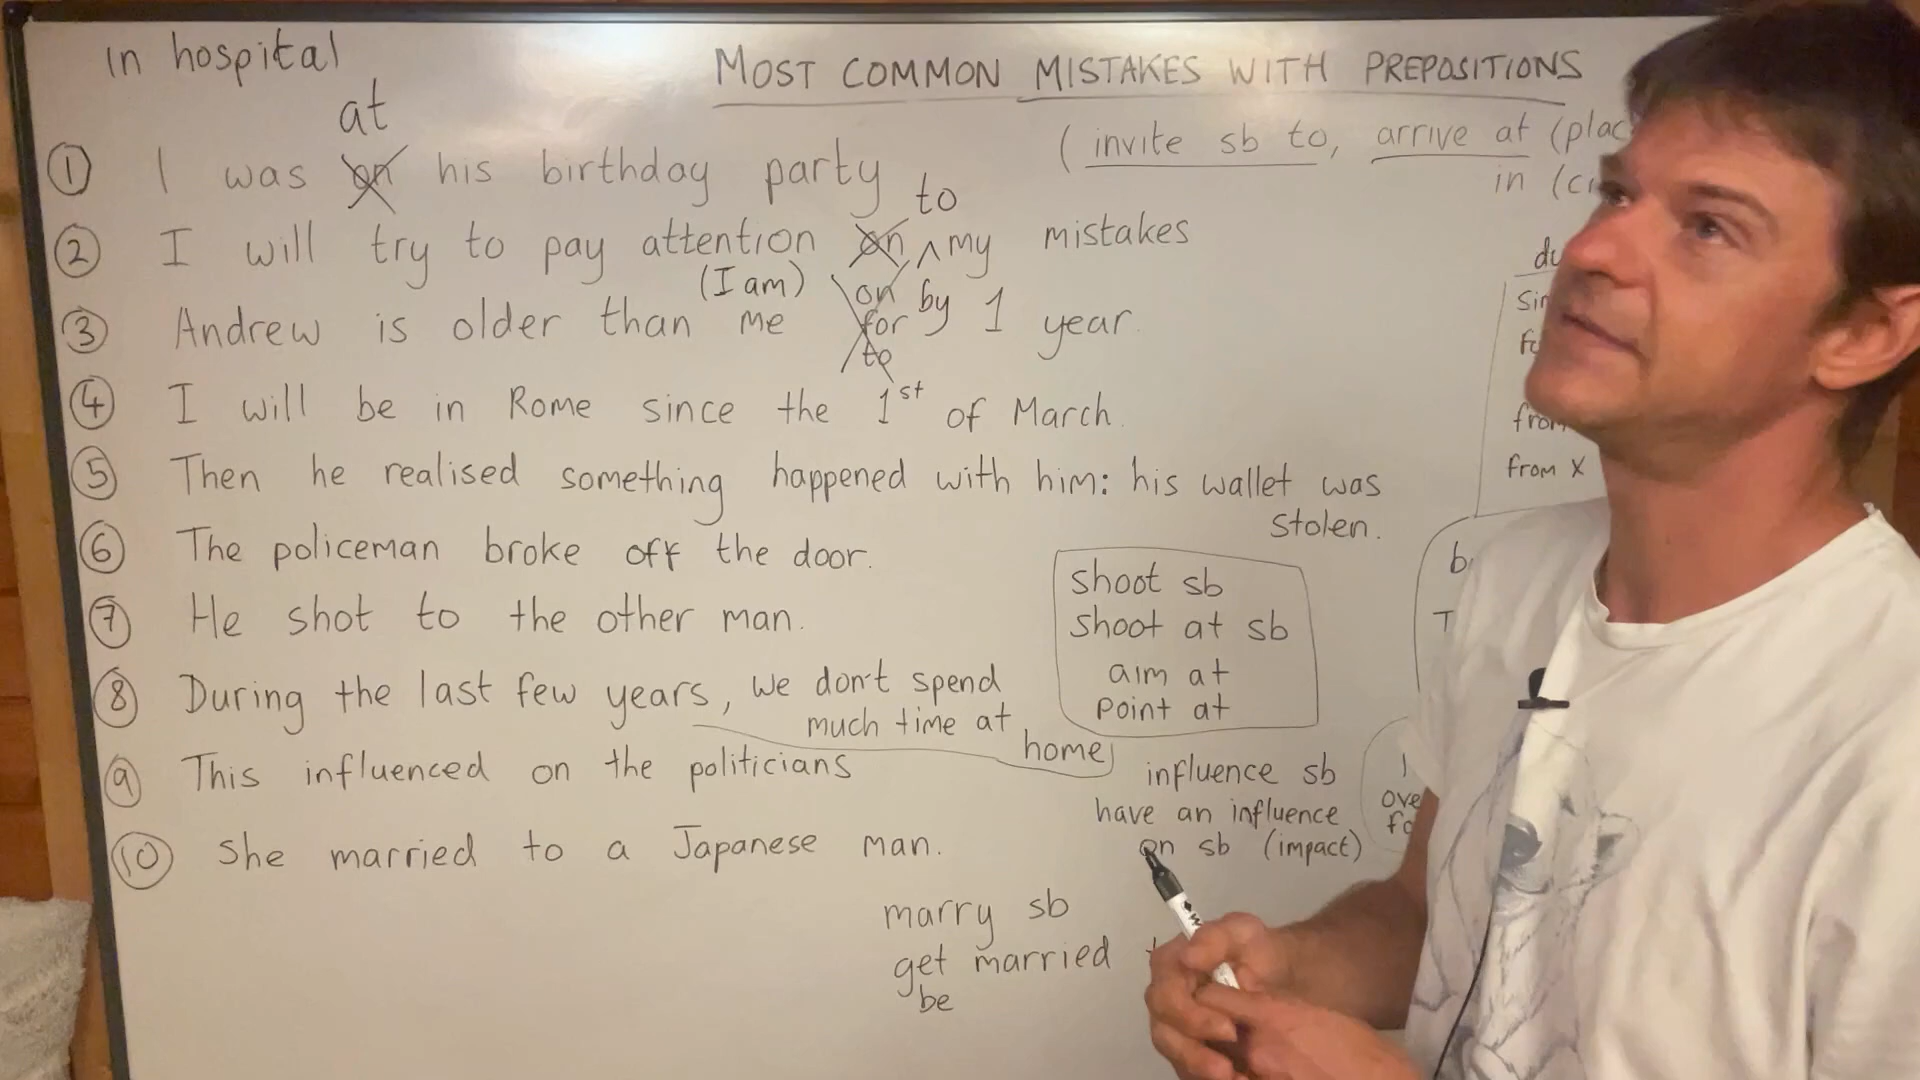 In hospital
MOST COMMON MISTAKES WITH PREPOSITIONS
at
(invite sb to, arrive at (plac
in (ci
① I was on his birthday party
to
② I will try to pay attention on ^ my mistakes
(I am)
on
③ Andrew is older than me for by 1 year
to
④ I will be in Rome since the 1st of March.
⑤ Then he realised something happened with him: his wallet was
stolen.
⑥ The policeman broke off the door.
⑦ He shot to the other man.
shoot sb
shoot at sb
aim at
point at
⑧ During the last few years, we don't spend
much time at
home
⑨ This influenced on the politicians
influence sb
have an influence
on sb (impact)
⑩ She married to a Japanese man.
marry sb
get married
be
du
sin
fo
from
from x
b
T
ove
fo